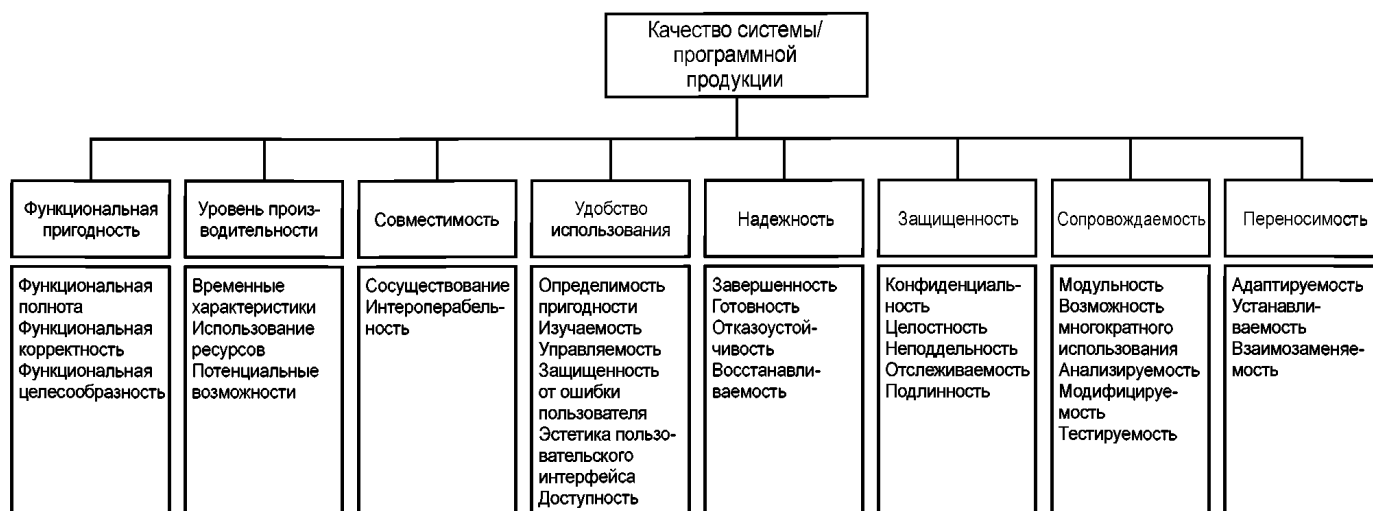 Качество системы/
программной
продукции
Функциональная
пригодность
Уровень произ-
водительности
Совместимость
Удобство
использования
Надежность
Защищенность
Сопровождаемость
Переносимость
Функциональная
полнота
Функциональная
корректность
Функциональная
целесообразность
Временные
характеристики
Использование
ресурсов
Потенциальные
возможности
Сосуществование
Интероперабель-
ность
Определимость
пригодности
Изучаемость
Управляемость
Защищенность
от ошибки
пользователя
Эстетика пользо-
вательского
интерфейса
Доступность
Завершенность
Готовность
Отказоустой-
чивость
Восстанавли-
ваемость
Конфиденциаль-
ность
Целостность
Неподдельность
Отслеживаемость
Подлинность
Модульность
Возможность
многократного
использования
Анализируемость
Модифицируе-
мость
Тестируемость
Адаптируемость
Устанавли-
ваемость
Взаимозаменяе-
мость